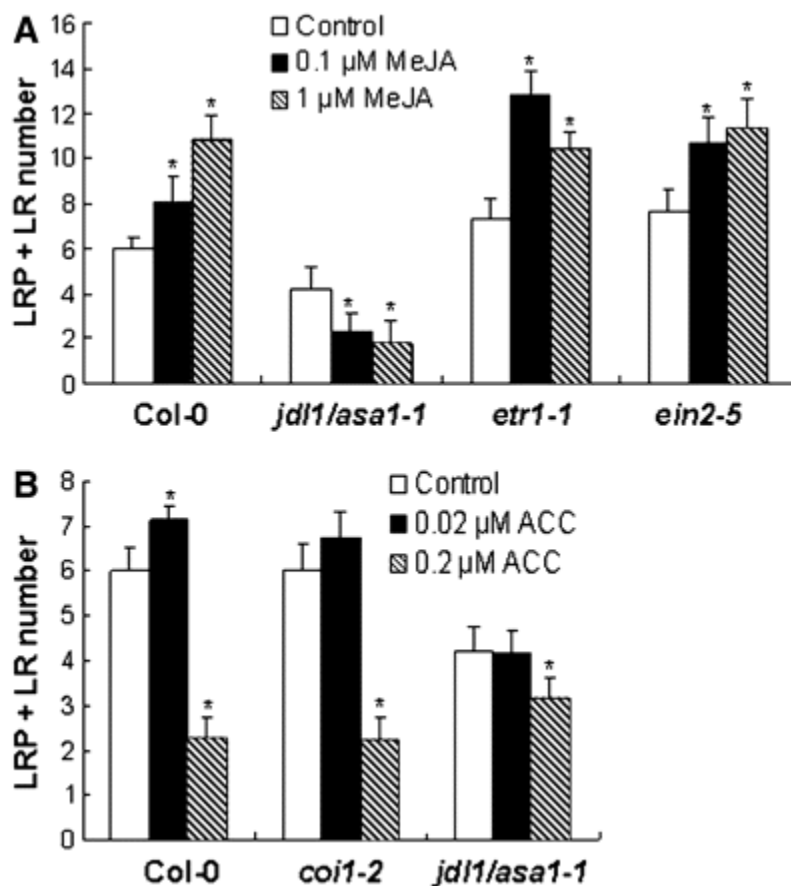 A
LRP + LR number
16
14
12
10
8
6
4
2
0
Control
0.1 µM MeJA
1 µM MeJA
* * * * * * * *
Col-0 jdl1/asa1-1 etr1-1 ein2-5
B
LRP + LR number
8
7
6
5
4
3
2
1
0
Control
0.02 µM ACC
0.2 µM ACC
* * * *
Col-0 coi1-2 jdl1/asa1-1